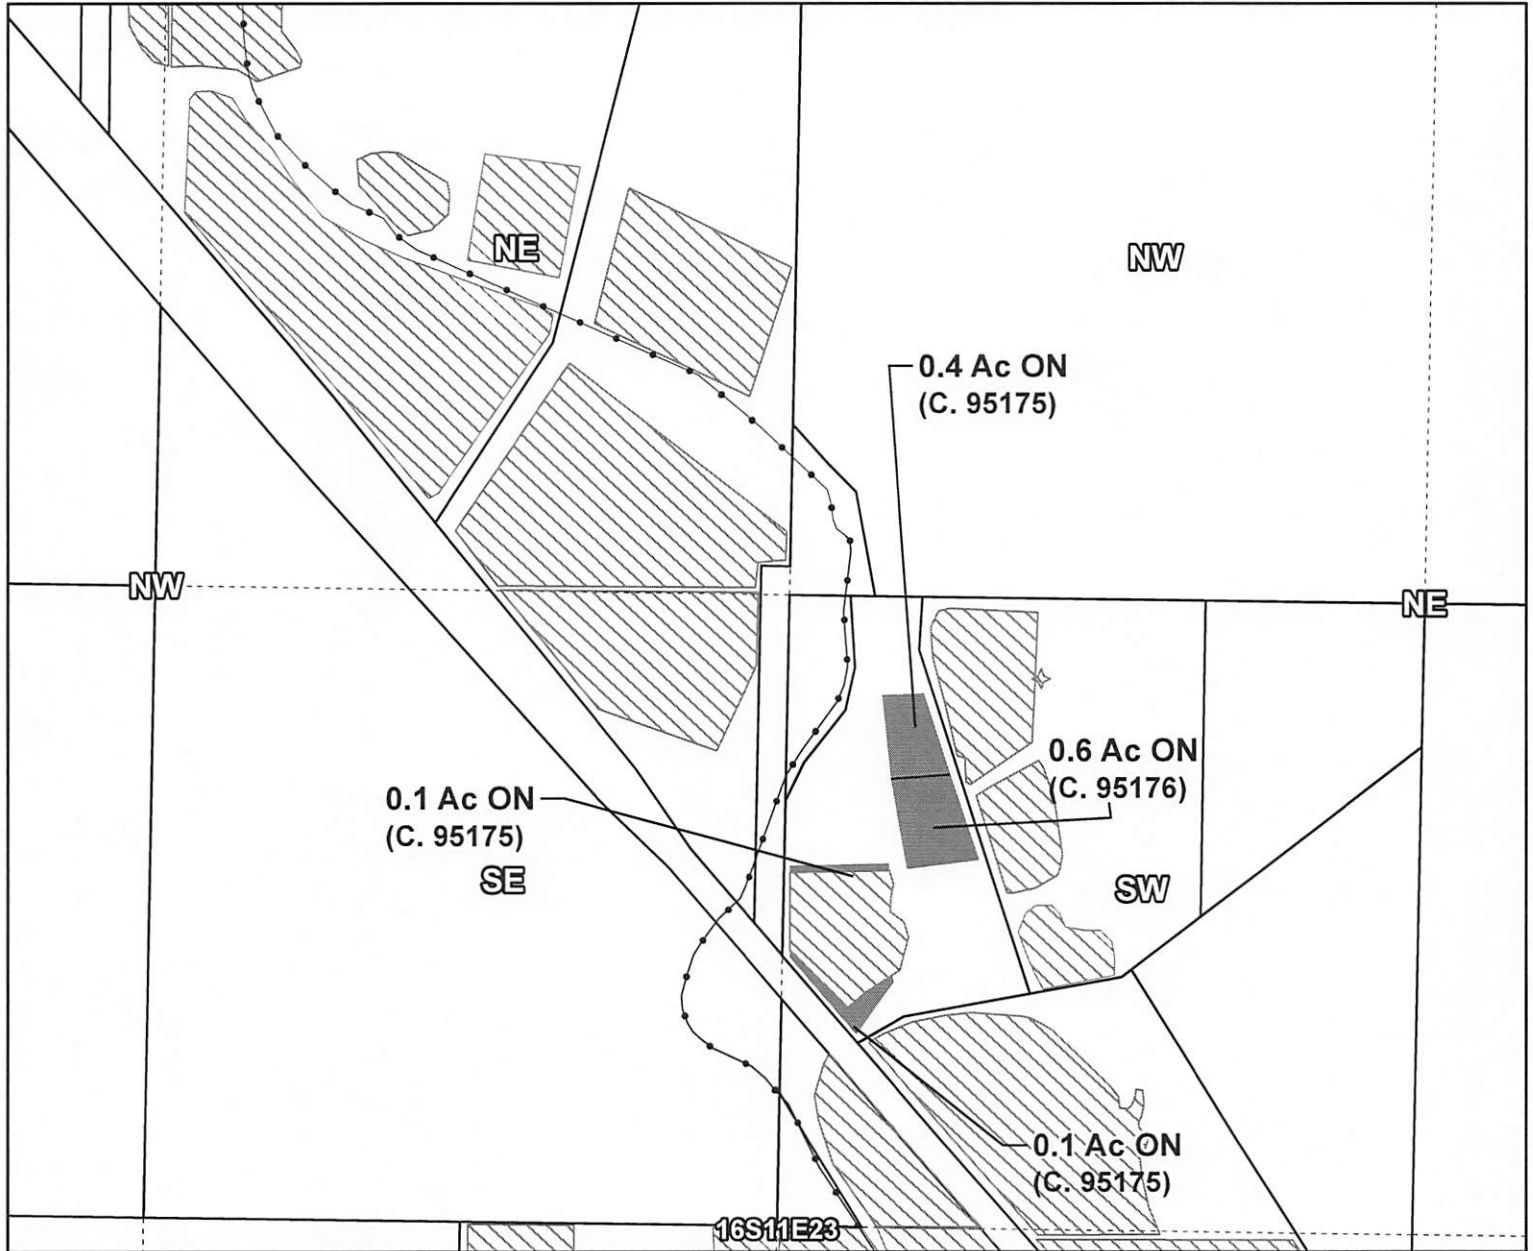 NE
NW
0.4 Ac ON
(C. 95175)
NW
NE
0.6 Ac ON
(C. 95176)
0.1 Ac ON
(C. 95175)
SE
SW
0.1 Ac ON
(C. 95175)
16S11E23